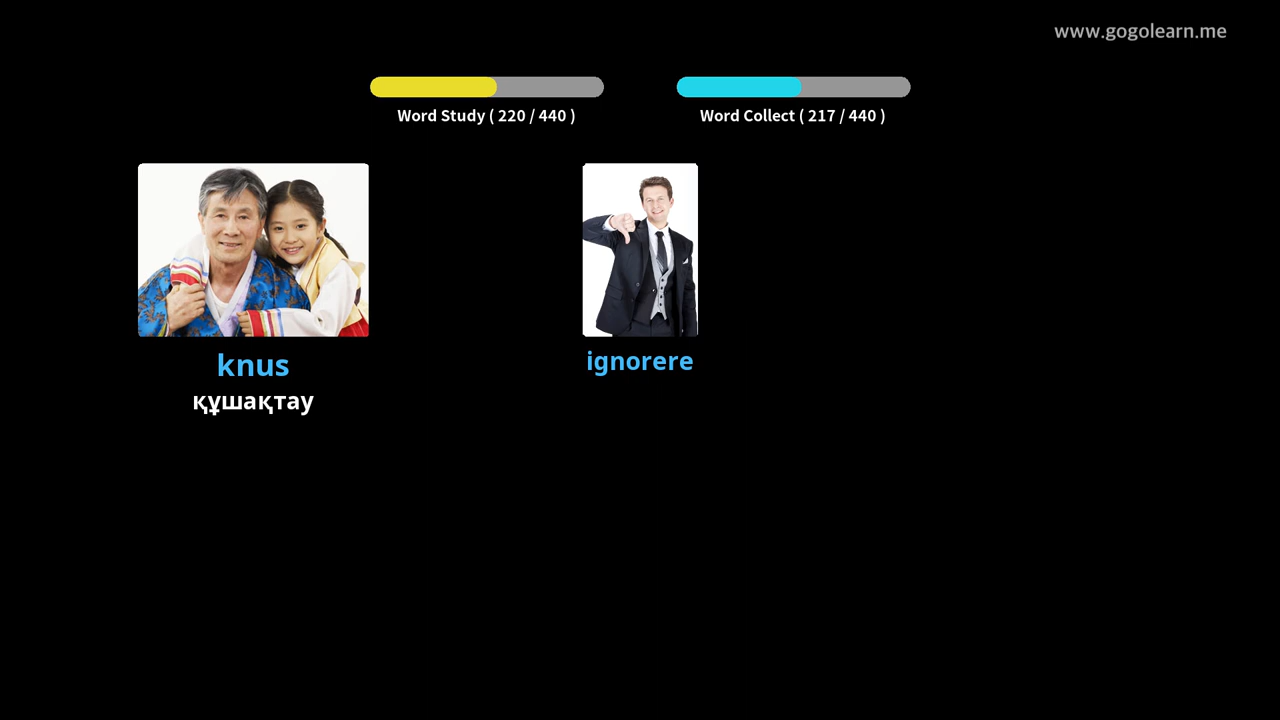 www.gogolearn.me
Word Study ( 220 / 440 )
Word Collect ( 217 / 440 )
knus
құшақтау
ignorere